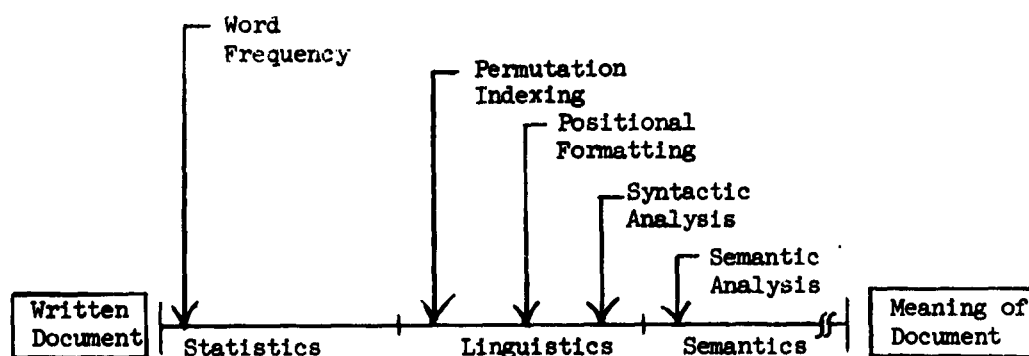 Word
Frequency
Permutation
Indexing
Positional
Formatting
Syntactic
Analysis
Semantic
Analysis
Written
Document
Statistics
Linguistics
Semantics
Meaning of
Document